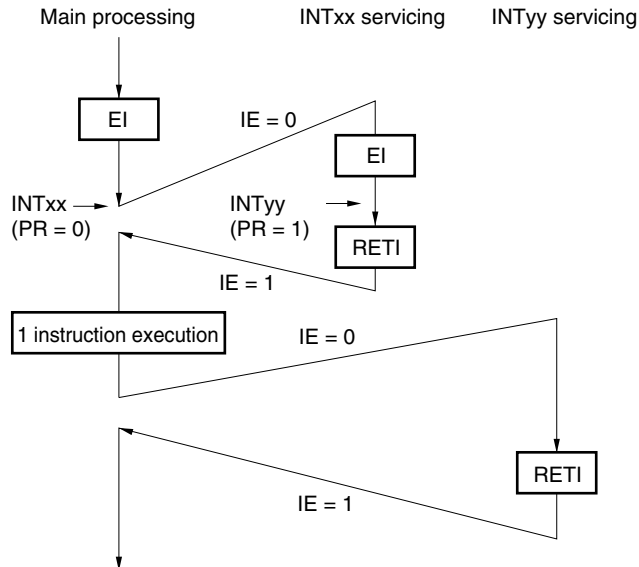 Main processing
INTxx servicing
INTyy servicing
EI
IE = 0
EI
INTxx
(PR = 0)
INTyy
(PR = 1)
RETI
IE = 1
1 instruction execution
IE = 0
RETI
IE = 1